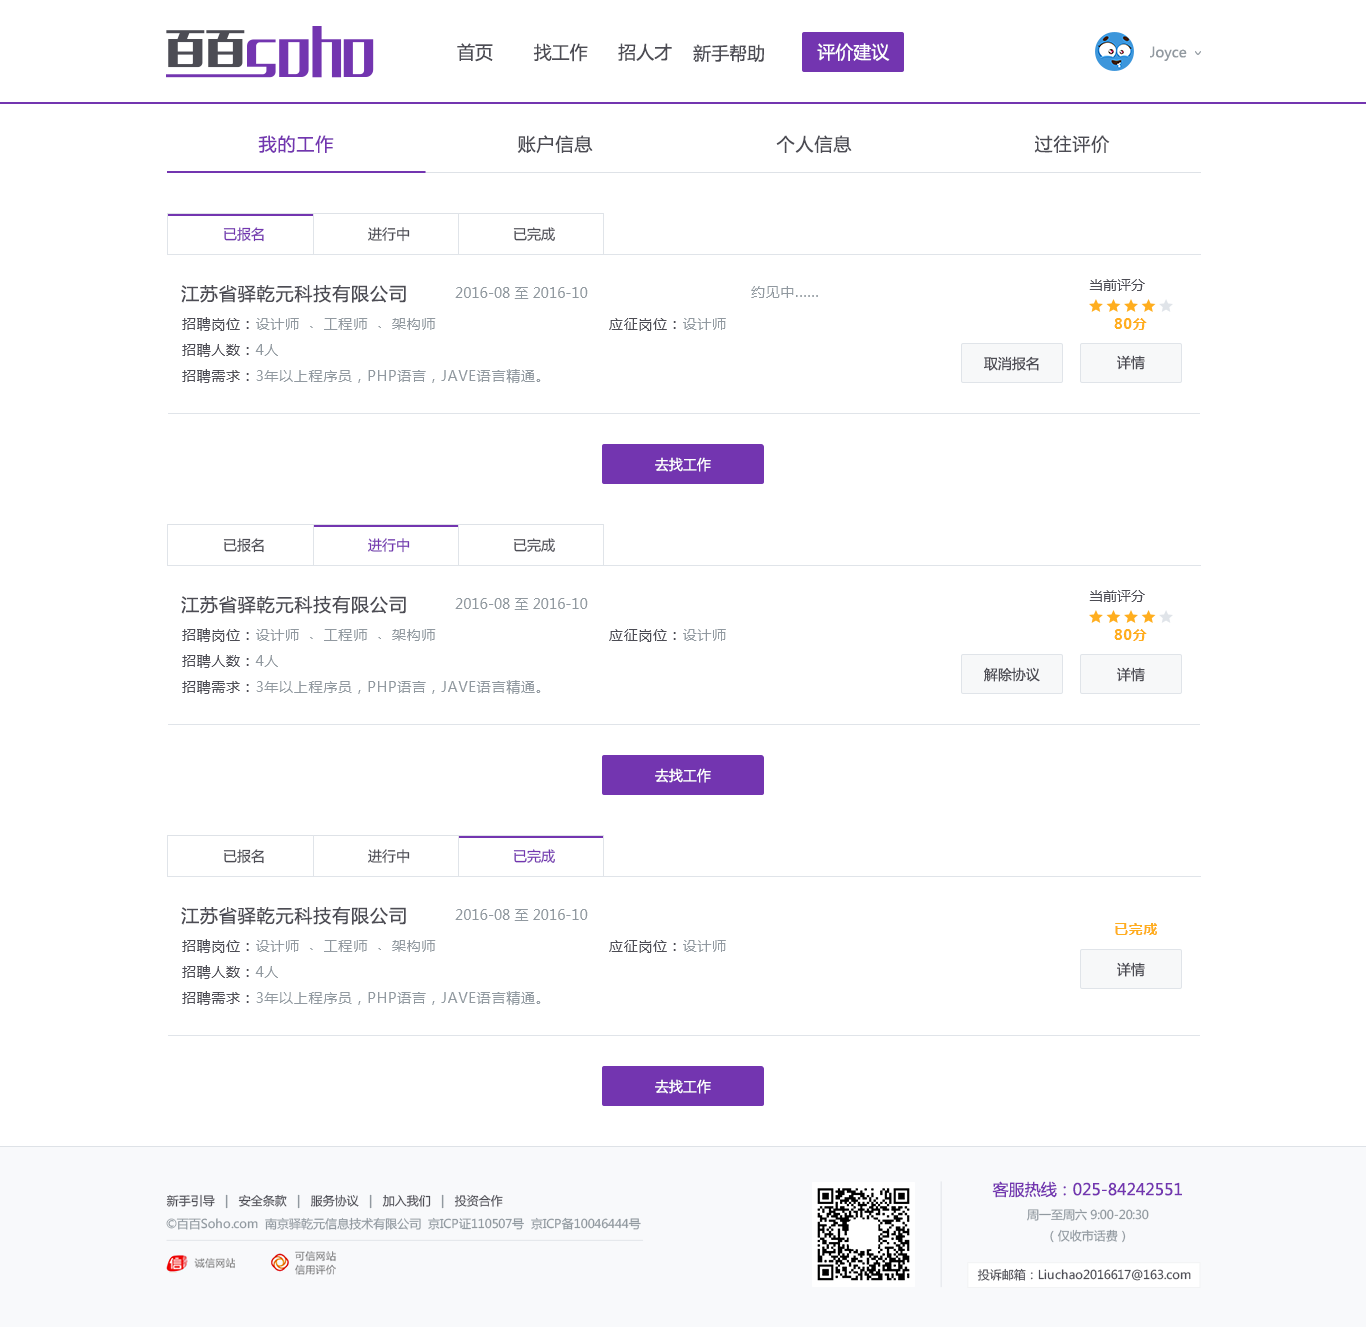 百百soho
首页 找工作 招人才 新手帮助 评价建议 Joyce
我的工作 账户信息 个人信息 过往评价
已报名 进行中 已完成
江苏省驿乾元科技有限公司 2016-08 至 2016-10 约见中...... 当前评分
招聘岗位：设计师 、 工程师 、 架构师 应征岗位：设计师 80分
招聘人数：4人 取消报名 详情
招聘需求：3年以上程序员，PHP语言，JAVE语言精通。
去找工作
已报名 进行中 已完成
江苏省驿乾元科技有限公司 2016-08 至 2016-10 当前评分
招聘岗位：设计师 、 工程师 、 架构师 应征岗位：设计师 80分
招聘人数：4人 解除协议 详情
招聘需求：3年以上程序员，PHP语言，JAVE语言精通。
去找工作
已报名 进行中 已完成
江苏省驿乾元科技有限公司 2016-08 至 2016-10 已完成
招聘岗位：设计师 、 工程师 、 架构师 应征岗位：设计师
招聘人数：4人 详情
招聘需求：3年以上程序员，PHP语言，JAVE语言精通。
去找工作
新手引导 | 安全条款 | 服务协议 | 加入我们 | 投资合作
©百百Soho.com 南京驿乾元信息技术有限公司 京ICP证110507号 京ICP备10046444号
信 诚信网站 可信网站
信用评价
客服热线：025-84242551
周一至周六 9:00-20:30
（仅收市话费）
投诉邮箱：Liuchao2016617@163.com